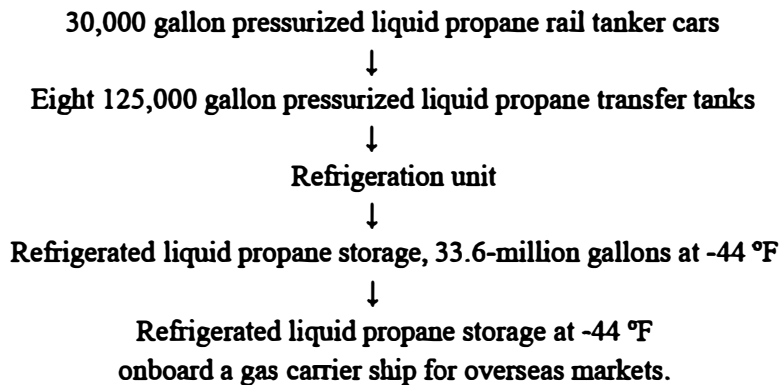 30,000 gallon pressurized liquid propane rail tanker cars
↓
Eight 125,000 gallon pressurized liquid propane transfer tanks
↓
Refrigeration unit
↓
Refrigerated liquid propane storage, 33.6-million gallons at -44 ºF
↓
Refrigerated liquid propane storage at -44 ºF
onboard a gas carrier ship for overseas markets.